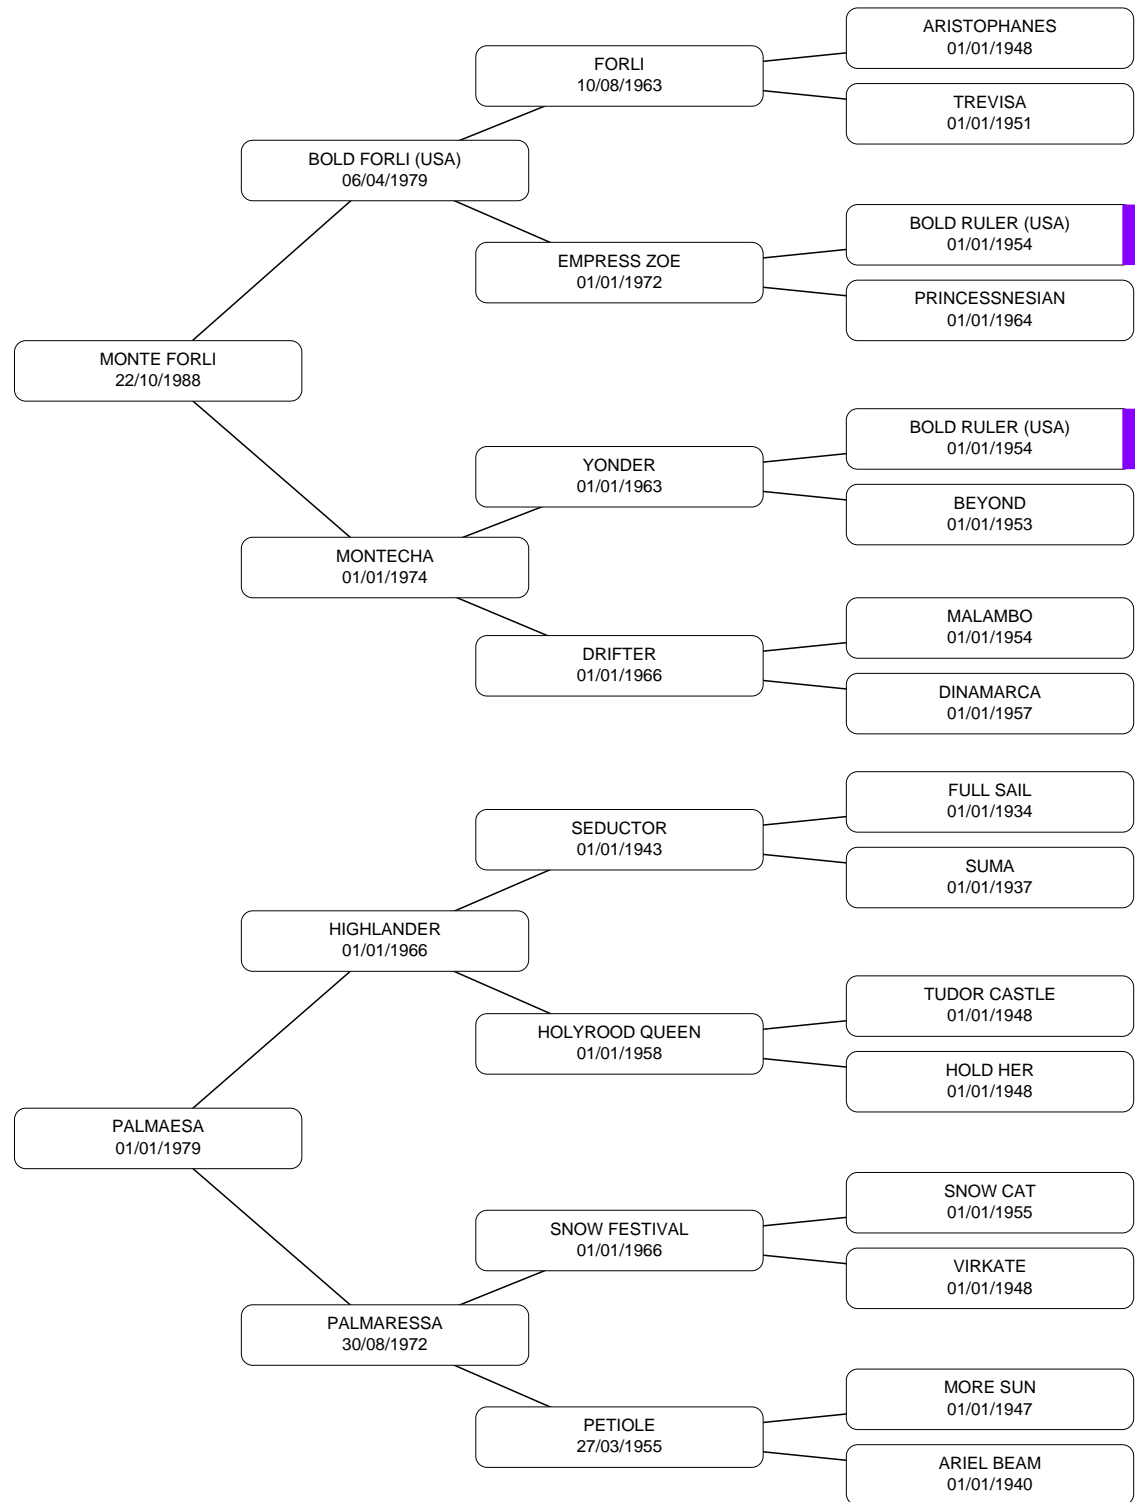 ARISTOPHANES
01/01/1948
FORLI
10/08/1963
TREVISA
01/01/1951
BOLD FORLI (USA)
06/04/1979
BOLD RULER (USA)
01/01/1954
EMPRESS ZOE
01/01/1972
PRINCESSNESIAN
01/01/1964
MONTE FORLI
22/10/1988
BOLD RULER (USA)
01/01/1954
YONDER
01/01/1963
BEYOND
01/01/1953
MONTECHA
01/01/1974
MALAMBO
01/01/1954
DRIFTER
01/01/1966
DINAMARCA
01/01/1957
FULL SAIL
01/01/1934
SEDUCTOR
01/01/1943
SUMA
01/01/1937
HIGHLANDER
01/01/1966
TUDOR CASTLE
01/01/1948
HOLYROOD QUEEN
01/01/1958
HOLD HER
01/01/1948
PALMAESA
01/01/1979
SNOW CAT
01/01/1955
SNOW FESTIVAL
01/01/1966
VIRKATE
01/01/1948
PALMARESSA
30/08/1972
MORE SUN
01/01/1947
PETIOLE
27/03/1955
ARIEL BEAM
01/01/1940